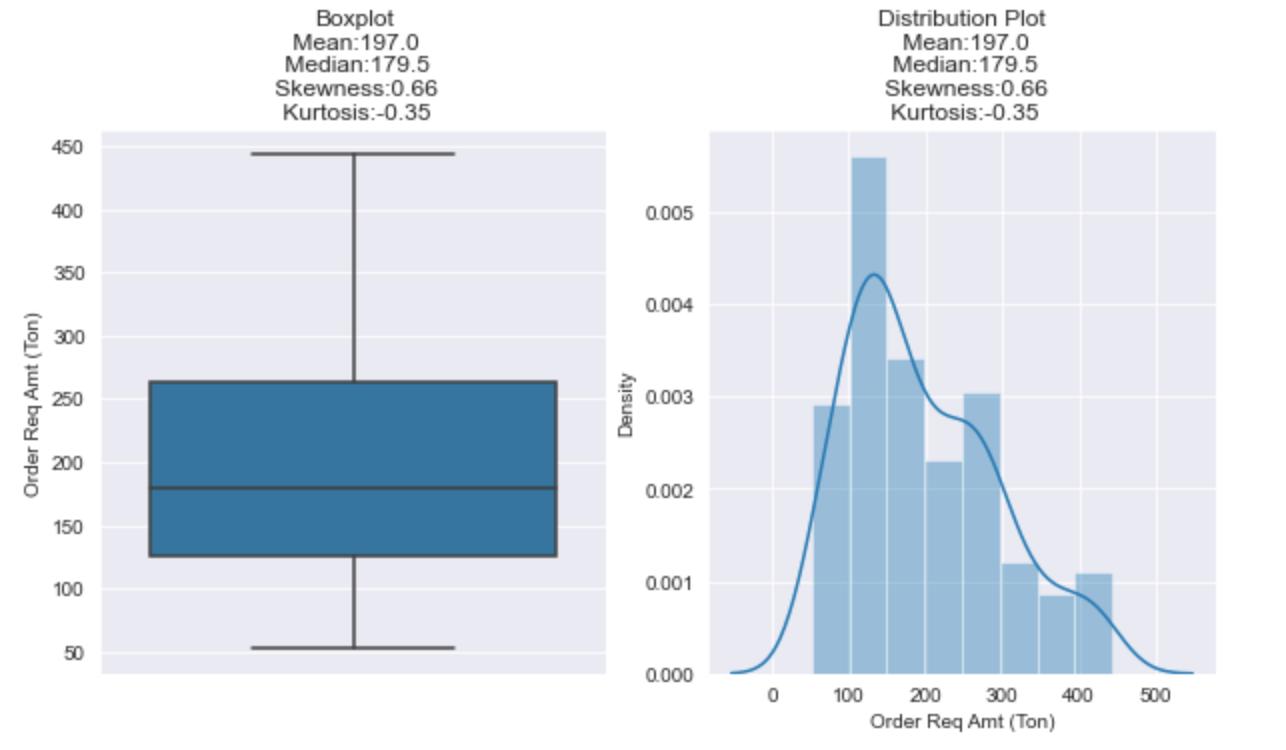 Boxplot
Mean:197.0
Median:179.5
Skewness:0.66
Kurtosis:-0.35
450
400
350
300
250
200
150
100
50
Order Req Amt (Ton)
Distribution Plot
Mean:197.0
Median:179.5
Skewness:0.66
Kurtosis:-0.35
0.005
0.004
0.003
0.002
0.001
0.000
Density
0 100 200 300 400 500
Order Req Amt (Ton)